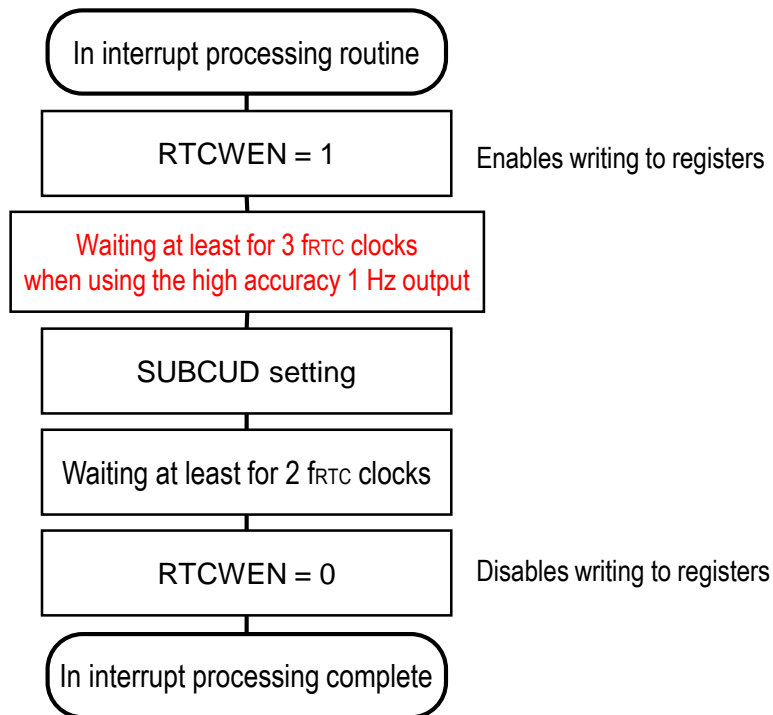 In interrupt processing routine
RTCWEN = 1
Enables writing to registers
Waiting at least for 3 fRTC clocks
when using the high accuracy 1 Hz output
SUBCUD setting
Waiting at least for 2 fRTC clocks
RTCWEN = 0
Disables writing to registers
In interrupt processing complete